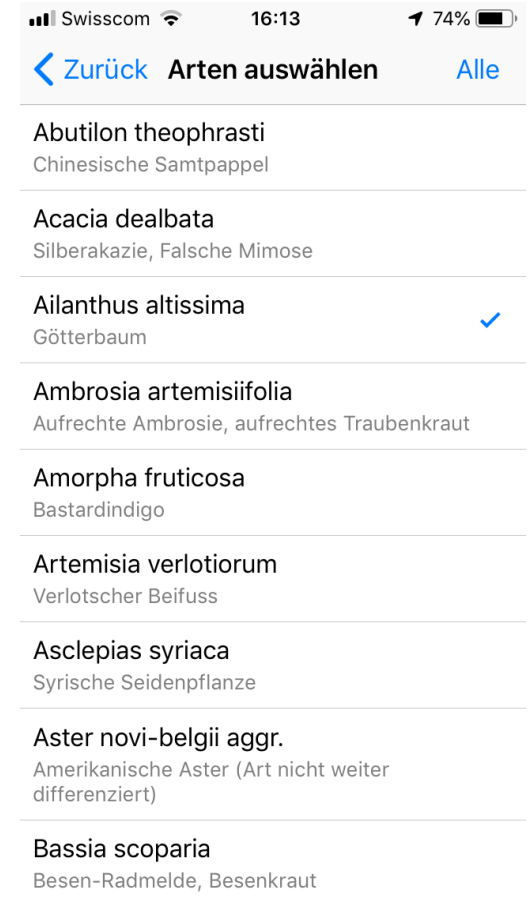 Swisscom 16:13 74%
Zurück Arten auswählen Alle
Abutilon theophrasti
Chinesische Samtpappel
Acacia dealbata
Silberakazie, Falsche Mimose
Ailanthus altissima
Götterbaum
Ambrosia artemisiifolia
Aufrechte Ambrosie, aufrechtes Traubenkraut
Amorpha fruticosa
Bastardindigo
Artemisia verlotiorum
Verlotscher Beifuss
Asclepias syriaca
Syrische Seidenpflanze
Aster novi-belgii aggr.
Amerikanische Aster (Art nicht weiter
differenziert)
Bassia scoparia
Besen-Radmelde, Besenkraut